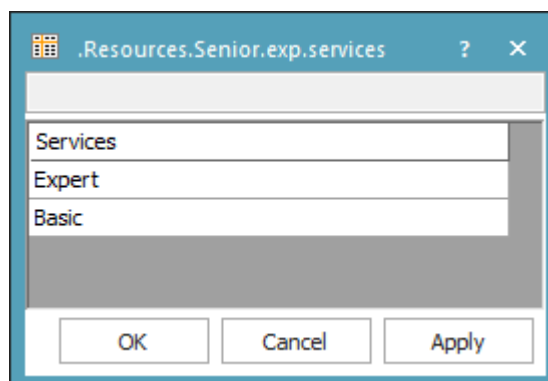 .Resources.Senior.exp.services ? ×
Services
Expert
Basic
OK Cancel Apply